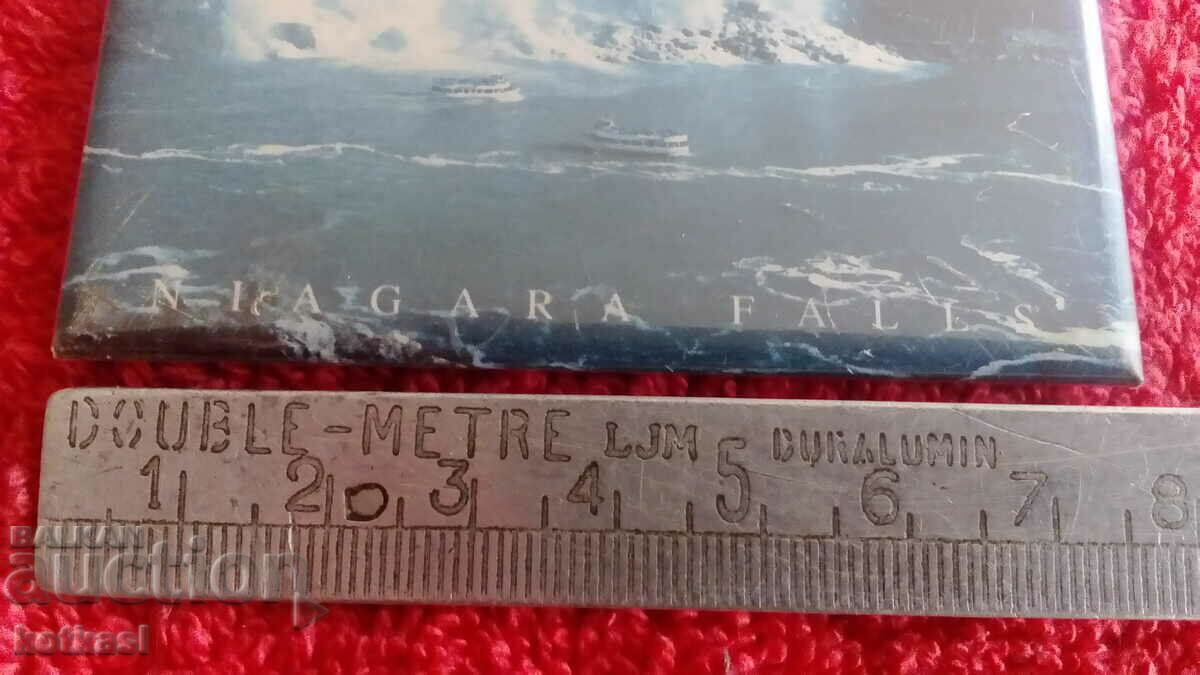 NIAGARA FALLS
DOUBLE-METRE LJM DURALUMIN
1 2 3 4 5 6 7 8
BALKAN
auction
kotkasl